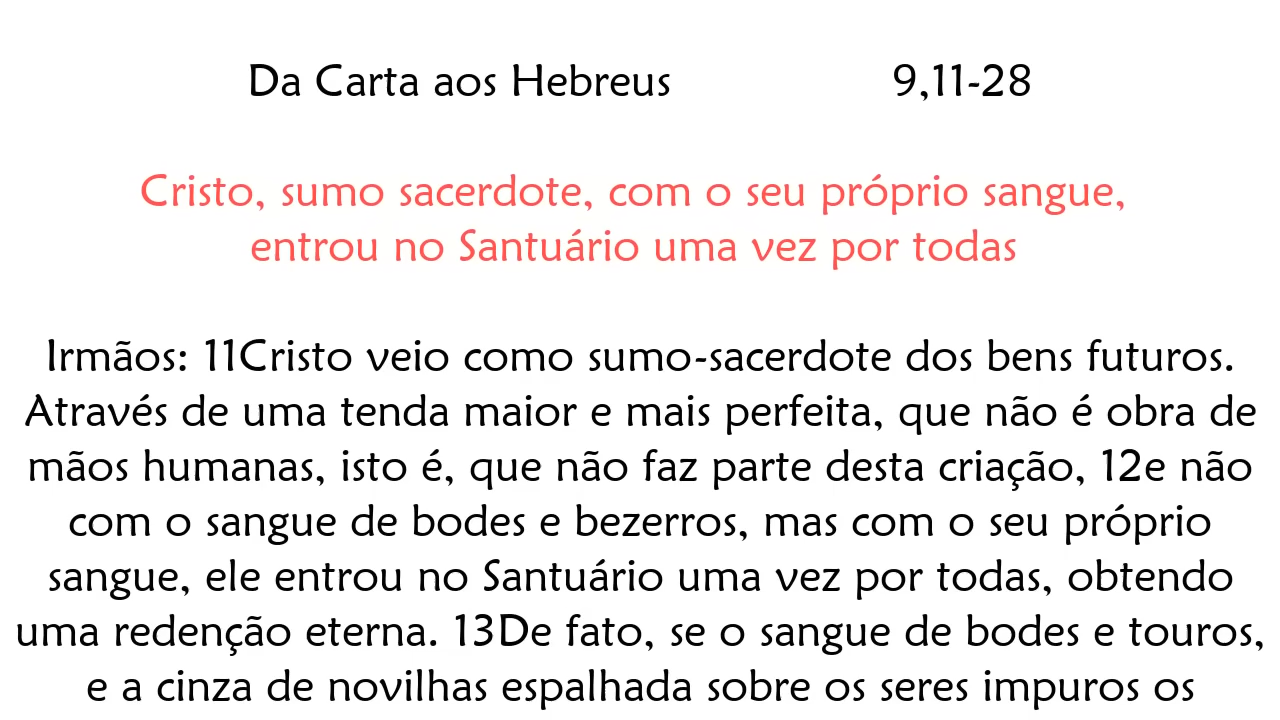 Da Carta aos Hebreus 9,11-28
Cristo, sumo sacerdote, com o seu próprio sangue,
entrou no Santuário uma vez por todas
Irmãos: 11Cristo veio como sumo-sacerdote dos bens futuros.
Através de uma tenda maior e mais perfeita, que não é obra de
mãos humanas, isto é, que não faz parte desta criação, 12e não
com o sangue de bodes e bezerros, mas com o seu próprio
sangue, ele entrou no Santuário uma vez por todas, obtendo
uma redenção eterna. 13De fato, se o sangue de bodes e touros,
e a cinza de novilhas espalhada sobre os seres impuros os